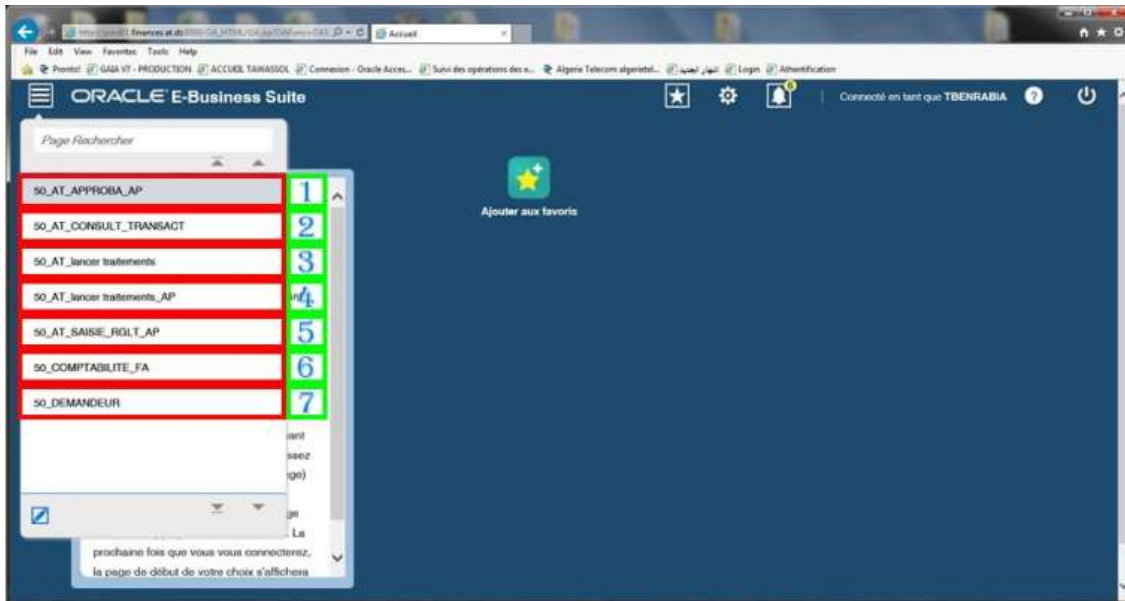 Accueil
File Edit View Favorites Tools Help
GAIA V7 - PRODUCTION ACCUEIL TAWASSOL Connexion - Oracle Acces... Suivi des opérations des e... Algerie Telecom algeriatel... النهار الجديد Login Athentification
ORACLE E-Business Suite
Connecté en tant que TBENRABIA
Page Rechercher
50_AT_APPROBA_AP 1
50_AT_CONSULT_TRANSACT 2
50_AT_lancer traitements 3
50_AT_lancer traitements_AP 4
50_AT_SAISIE_RGLT_AP 5
50_COMPTABILITE_FA 6
50_DEMANDEUR 7
Ajouter aux favoris
La
prochaine fois que vous vous connecterez,
la page de début de votre choix s'affichera